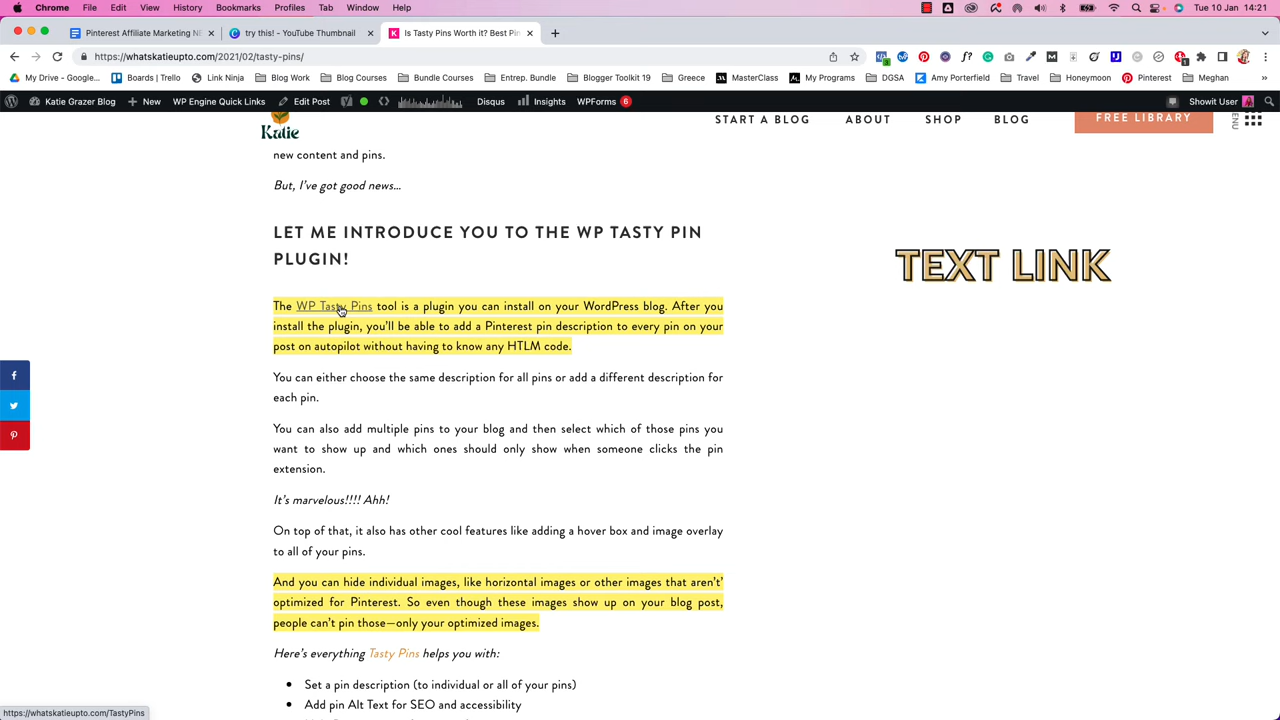 Chrome File Edit View History Bookmarks Profiles Tab Window Help Tue 10 Jan 14:21
Pinterest Affiliate Marketing NE try this! - YouTube Thumbnail Is Tasty Pins Worth it? Best Pin
https://whatskatieupto.com/2021/02/tasty-pins/
My Drive - Google... Boards | Trello Link Ninja Blog Work Blog Courses Bundle Courses Entrep. Bundle Blogger Toolkit 19 Greece MasterClass My Programs DGSA Amy Porterfield Travel Honeymoon Pinterest Meghan »
Katie Grazer Blog New WP Engine Quick Links Edit Post Disqus Insights WPForms 6 Showit User
Katie START A BLOG ABOUT SHOP BLOG FREE LIBRARY MENU
new content and pins.
But, I've got good news…
LET ME INTRODUCE YOU TO THE WP TASTY PIN
PLUGIN!
TEXT LINK
The WP Tasty Pins tool is a plugin you can install on your WordPress blog. After you
install the plugin, you'll be able to add a Pinterest pin description to every pin on your
post on autopilot without having to know any HTLM code.
You can either choose the same description for all pins or add a different description for
each pin.
You can also add multiple pins to your blog and then select which of those pins you
want to show up and which ones should only show when someone clicks the pin
extension.
It's marvelous!!!! Ahh!
On top of that, it also has other cool features like adding a hover box and image overlay
to all of your pins.
And you can hide individual images, like horizontal images or other images that aren't'
optimized for Pinterest. So even though these images show up on your blog post,
people can't pin those—only your optimized images.
Here's everything Tasty Pins helps you with:
Set a pin description (to individual or all of your pins)
Add pin Alt Text for SEO and accessibility
https://whatskatieupto.com/TastyPins